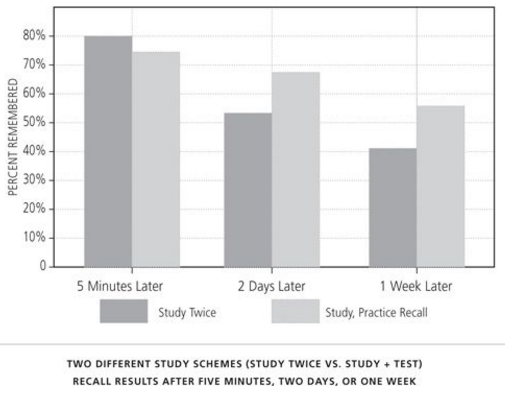 PERCENT REMEMBERED
80%
70%
60%
50%
40%
30%
20%
10%
0
5 Minutes Later 2 Days Later 1 Week Later
Study Twice Study, Practice Recall
TWO DIFFERENT STUDY SCHEMES (STUDY TWICE VS. STUDY + TEST)
RECALL RESULTS AFTER FIVE MINUTES, TWO DAYS, OR ONE WEEK